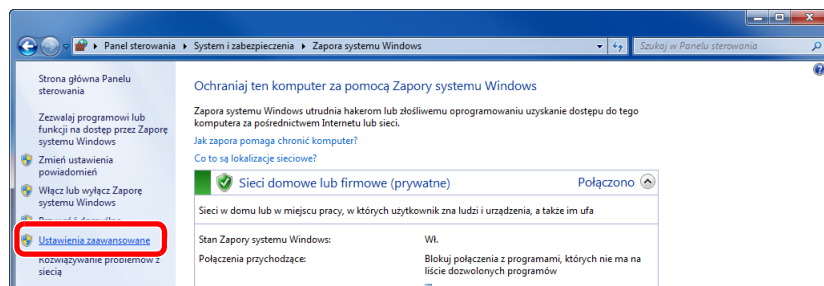 Panel sterowania ▸ System i zabezpieczenia ▸ Zapora systemu Windows
Szukaj w Panelu sterowania
Strona główna Panelu
sterowania
Zezwalaj programowi lub
funkcji na dostęp przez Zaporę
systemu Windows
Zmień ustawienia
powiadomień
Włącz lub wyłącz Zaporę
systemu Windows
Ustawienia zaawansowane
Rozwiązywanie problemów z
siecią
Ochraniaj ten komputer za pomocą Zapory systemu Windows
Zapora systemu Windows utrudnia hakerom lub złośliwemu oprogramowaniu uzyskanie dostępu do tego
komputera za pośrednictwem Internetu lub sieci.
Jak zapora pomaga chronić komputer?
Co to są lokalizacje sieciowe?
Sieci domowe lub firmowe (prywatne) Połączono
Sieci w domu lub w miejscu pracy, w których użytkownik zna ludzi i urządzenia, a także im ufa
Stan Zapory systemu Windows: Wł.
Połączenia przychodzące: Blokuj połączenia z programami, których nie ma na
liście dozwolonych programów